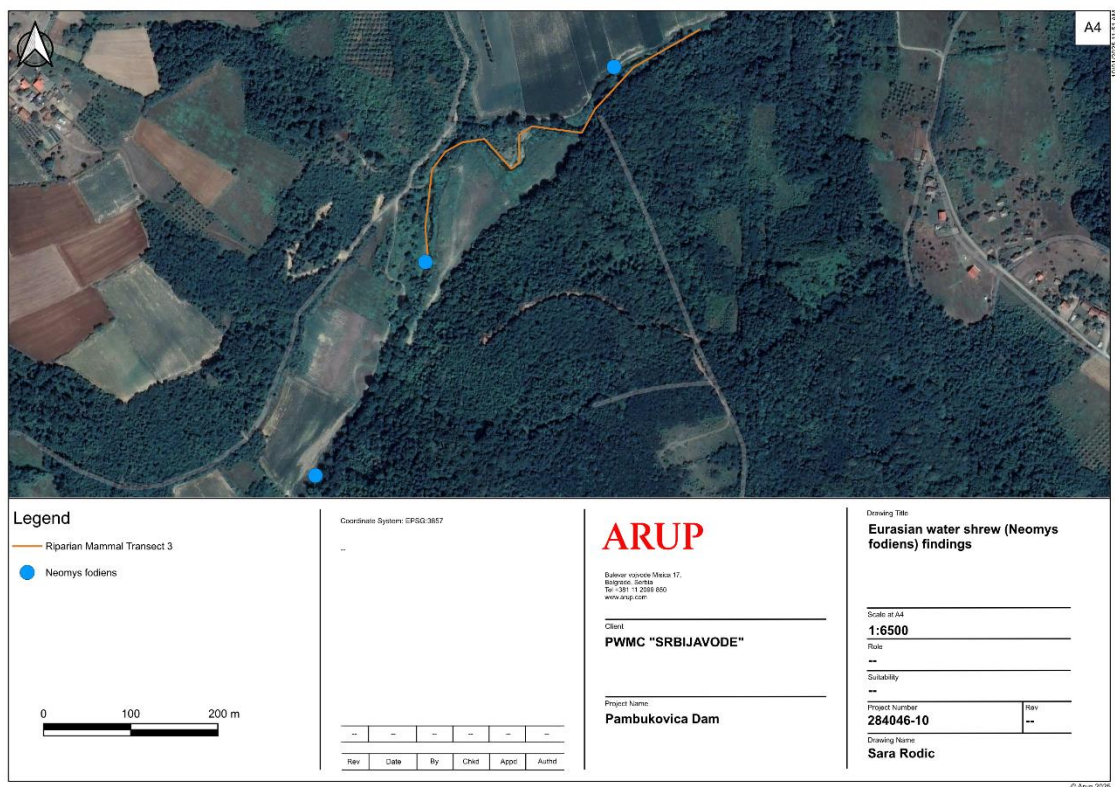 A4
Legend
Riparian Mammal Transect 3
Neomys fodiens
0 100 200 m
Coordinate System: EPSG:3857
--
-- -- -- -- -- --
Rev Date By Chkd Appd Authd
ARUP
Bulevar vojvode Misica 17,
Belgrade, Serbia
www.arup.com
Client
PWMC "SRBIJAVODE"
Project Name
Pambukovica Dam
Drawing Title
Eurasian water shrew (Neomys
fodiens) findings
Scale at A4
1:6500
Role
--
Suitability
--
Project Number Rev
284046-10 --
Drawing Name
Sara Rodic
© Arup 2025